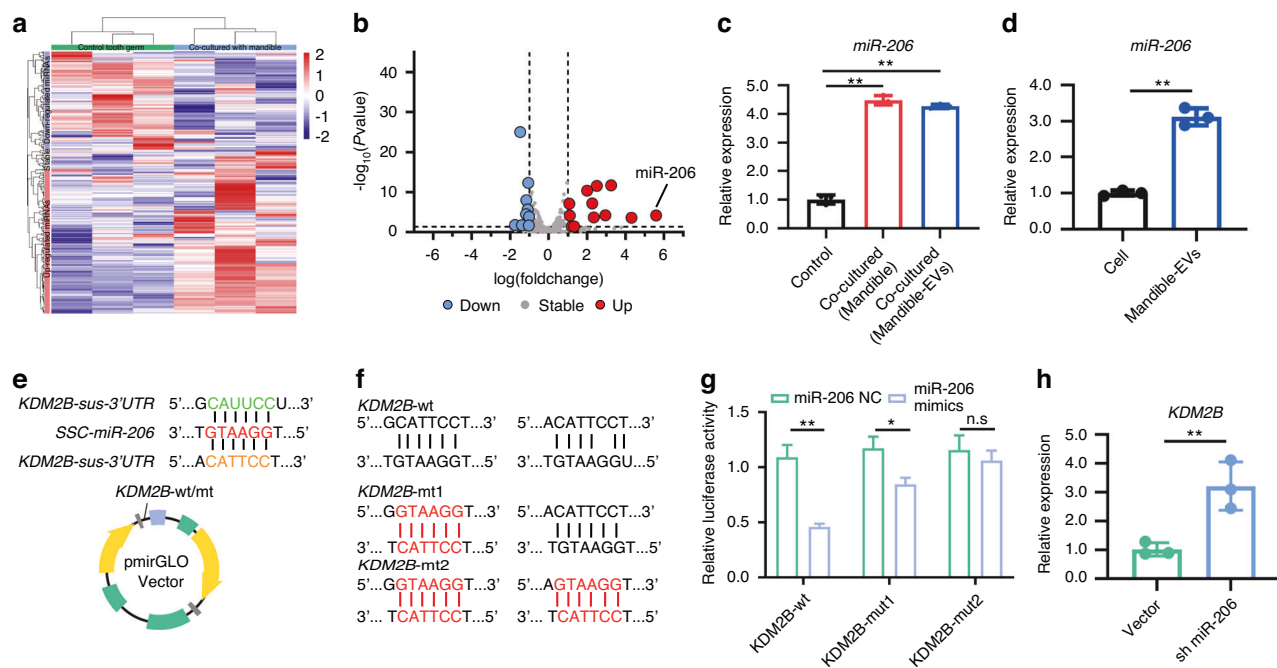 a
Control tooth germ
Co-cultured with mandible
Down-regulated miRNAs
Stable
Up-regulated miRNAs
2
1
0
-1
-2
b
-log10(Pvalue)
40
30
20
10
0
miR-206
-6
-4
-2
0
2
4
6
log(foldchange)
Down
Stable
Up
c
miR-206
**
**
Relative expression
5.0
4.0
3.0
2.0
1.0
0
Control
Co-cultured
(Mandible)
Co-cultured
(Mandible-EVs)
d
miR-206
**
Relative expression
4.0
3.0
2.0
1.0
0
Cell
Mandible-EVs
e
KDM2B-sus-3'UTR 5'...GCAUUCCU...3'
SSC-miR-206 3'...TGTAAGGT...5'
KDM2B-sus-3'UTR 5'...ACATTCCT...3'
KDM2B-wt/mt
pmirGLO
Vector
f
KDM2B-wt
5'...GCATTCCT...3' ACATTCCT...3'
3'... TGTAAGGT...5' TGTAAGGU...5'
KDM2B-mt1
5'...GGTAAGGT...3' ACATTCCT...3'
3'... TCATTCCT...5' TGTAAGGT...5'
KDM2B-mt2
5'...GGTAAGGT...3' AGTAAGGT...3'
3'... TCATTCCT...5' TCATTCCT...5'
g
miR-206 NC
miR-206
mimics
Relative luciferase activity
1.5
1.0
0.5
0.0
**
*
n.s
KDM2B-wt
KDM2B-mut1
KDM2B-mut2
h
KDM2B
**
Relative expression
5.0
4.0
3.0
2.0
1.0
0
Vector
sh miR-206